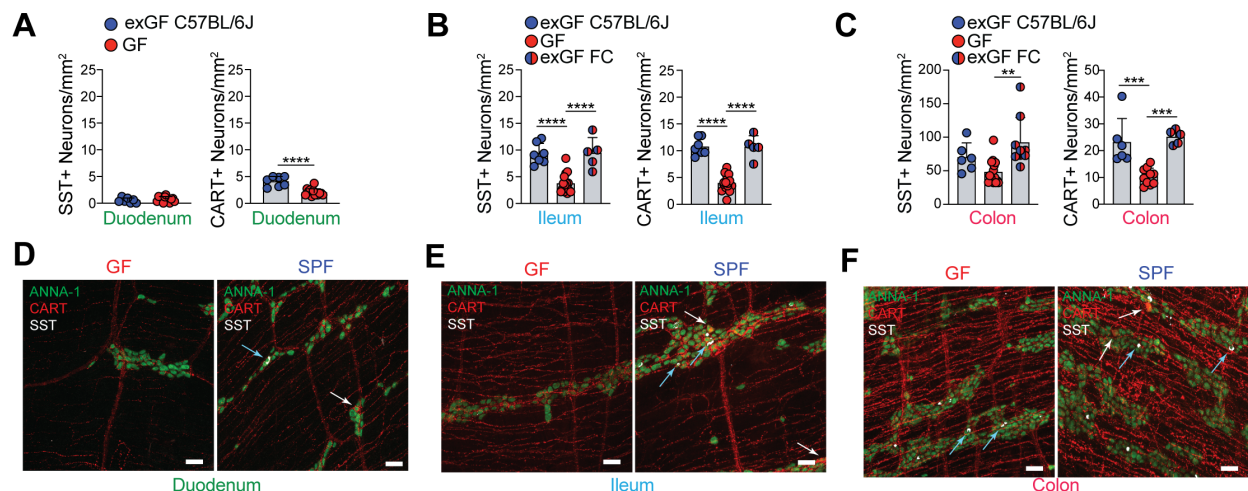 A
exGF C57BL/6J
GF
SST+ Neurons/mm²
25
20
15
10
5
0
Duodenum
CART+ Neurons/mm²
25
20
15
10
5
0
****
Duodenum
B
exGF C57BL/6J
GF
exGF FC
SST+ Neurons/mm²
25
20
15
10
5
0
**** ****
Ileum
CART+ Neurons/mm²
25
20
15
10
5
0
**** ****
Ileum
C
exGF C57BL/6J
GF
exGF FC
SST+ Neurons/mm²
200
150
100
50
0
**
Colon
CART+ Neurons/mm²
50
40
30
20
10
0
*** ***
Colon
D
GF
ANNA-1
CART
SST
SPF
ANNA-1
CART
SST
Duodenum
E
GF
ANNA-1
CART
SST
SPF
ANNA-1
CART
SST
Ileum
F
GF
ANNA-1
CART
SST
SPF
ANNA-1
CART
SST
Colon